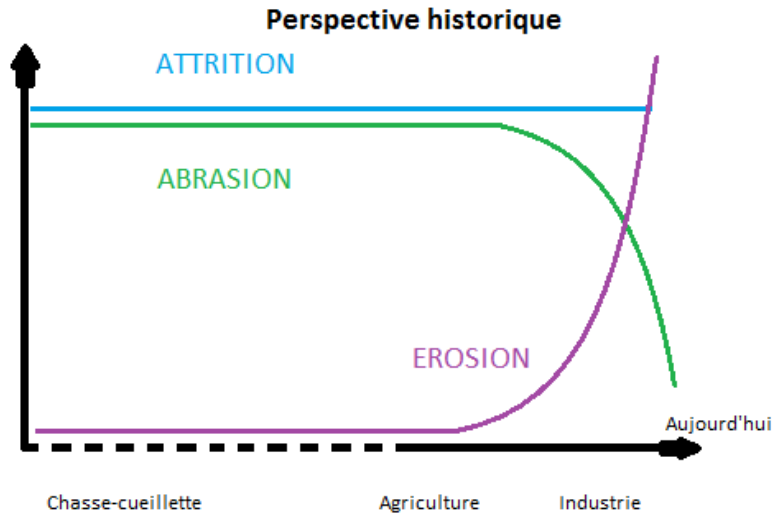 Perspective historique
ATTRITION
ABRASION
EROSION
Aujourd'hui
Chasse-cueillette Agriculture Industrie